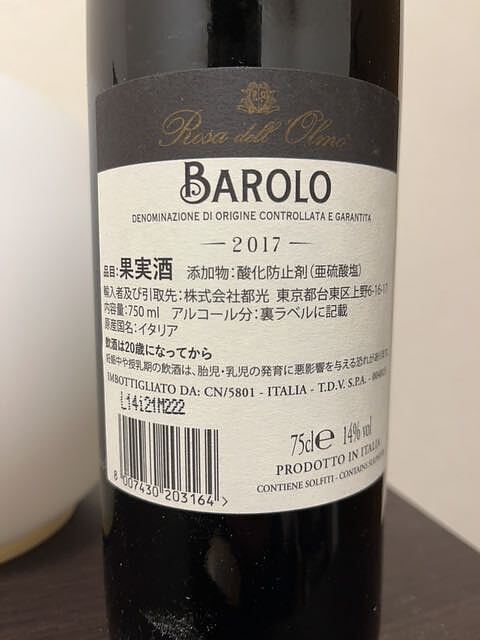 Rosa dell'Olmo
BAROLO
DENOMINAZIONE DI ORIGINE CONTROLLATA E GARANTITA
— 2017 —
品目:果実酒 添加物:酸化防止剤(亜硫酸塩)
輸入者及び引取先:株式会社都光 東京都台東区上野6-16-17
内容量:750㎖ アルコール分:裏ラベルに記載
原産国名:イタリア
飲酒は20歳になってから
妊娠中や授乳期の飲酒は、胎児・乳児の発育に悪影響を与える恐れが
IMBOTTIGLIATO DA: CN/5801 - ITALIA - T.D.V. S.P.A. -
L14i21M222
75cl e 14% vol
PRODOTTO IN ITALIA
CONTIENE SOLFITI - CONTAINS
8 007430 203164 >